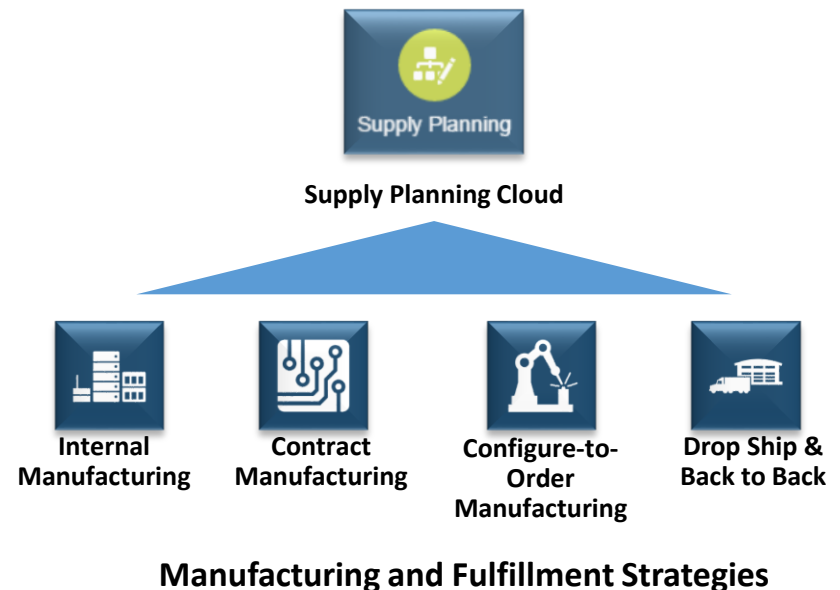 Supply Planning
Supply Planning Cloud
Internal
Manufacturing
Contract
Manufacturing
Configure-to-
Order
Manufacturing
Drop Ship &
Back to Back
Manufacturing and Fulfillment Strategies